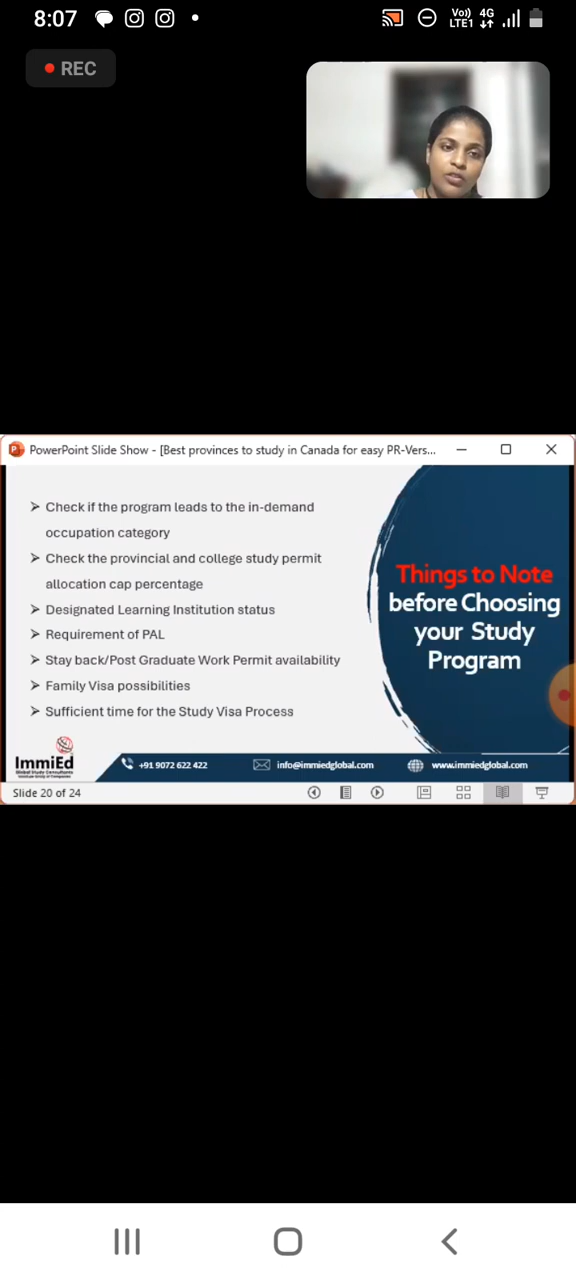 8:07
Vo)) 4G
LTE1
REC
PowerPoint Slide Show - [Best provinces to study in Canada for easy PR-Vers...
➤ Check if the program leads to the in-demand
occupation category
➤ Check the provincial and college study permit
allocation cap percentage
➤ Designated Learning Institution status
➤ Requirement of PAL
➤ Stay back/Post Graduate Work Permit availability
➤ Family Visa possibilities
➤ Sufficient time for the Study Visa Process
Things to Note
before Choosing
your Study
Program
ImmiEd
Global Study Consultants
+91 9072 622 422
info@immiedglobal.com
www.immiedglobal.com
Slide 20 of 24